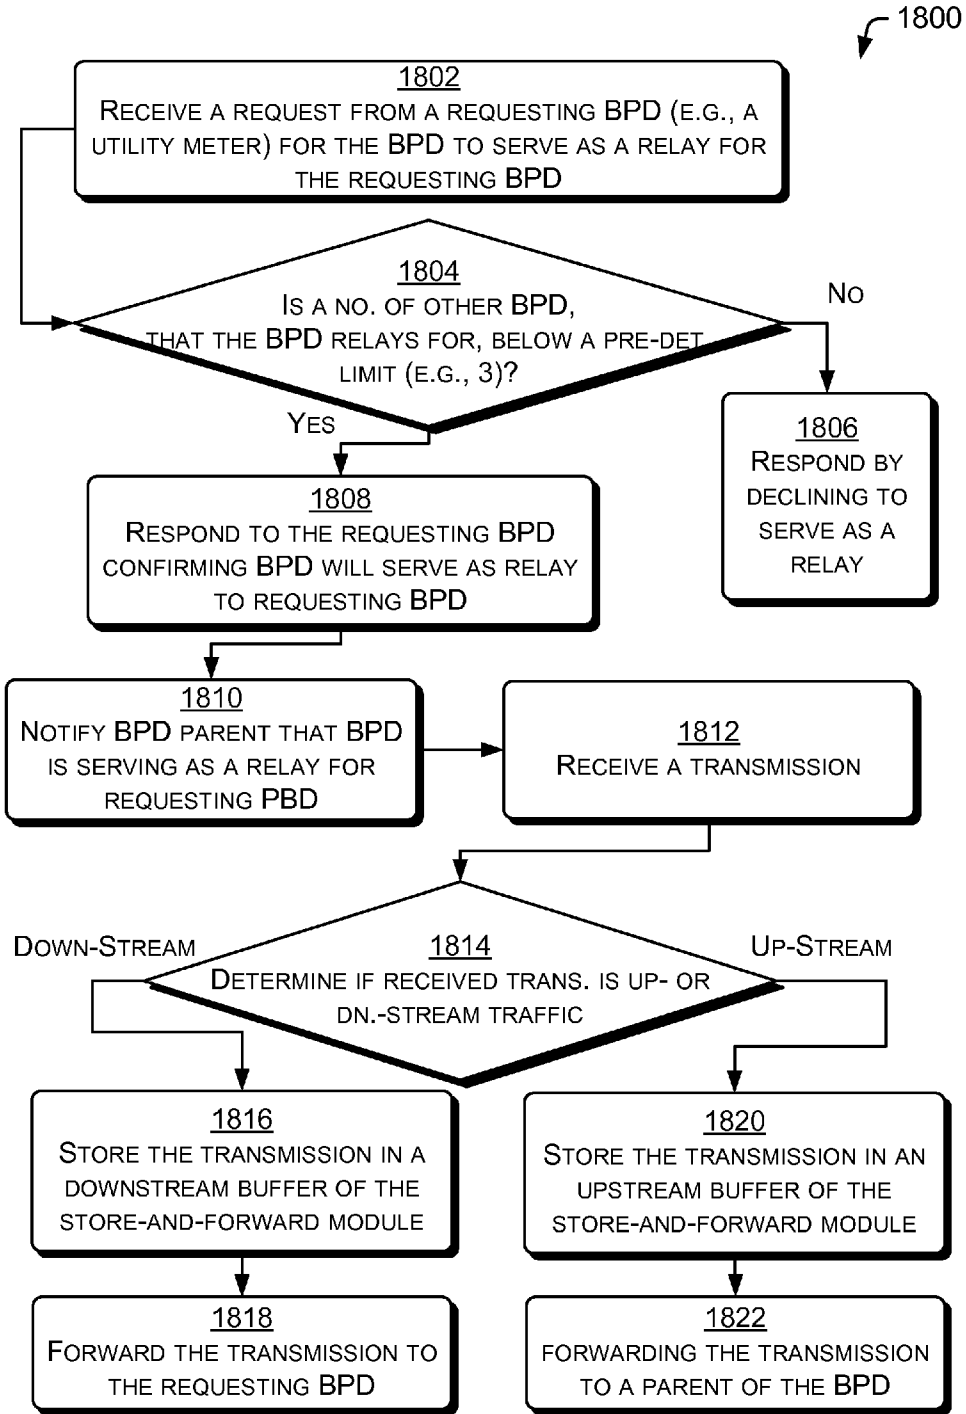 1800
1802
RECEIVE A REQUEST FROM A REQUESTING BPD (E.G., A
UTILITY METER) FOR THE BPD TO SERVE AS A RELAY FOR
THE REQUESTING BPD
1804
IS A NO. OF OTHER BPD,
THAT THE BPD RELAYS FOR, BELOW A PRE-DET
LIMIT (E.G., 3)?
NO
YES
1806
RESPOND BY
DECLINING TO
SERVE AS A
RELAY
1808
RESPOND TO THE REQUESTING BPD
CONFIRMING BPD WILL SERVE AS RELAY
TO REQUESTING BPD
1810
NOTIFY BPD PARENT THAT BPD
IS SERVING AS A RELAY FOR
REQUESTING PBD
1812
RECEIVE A TRANSMISSION
1814
DETERMINE IF RECEIVED TRANS. IS UP- OR
DN.-STREAM TRAFFIC
DOWN-STREAM
UP-STREAM
1816
STORE THE TRANSMISSION IN A
DOWNSTREAM BUFFER OF THE
STORE-AND-FORWARD MODULE
1818
FORWARD THE TRANSMISSION TO
THE REQUESTING BPD
1820
STORE THE TRANSMISSION IN AN
UPSTREAM BUFFER OF THE
STORE-AND-FORWARD MODULE
1822
FORWARDING THE TRANSMISSION
TO A PARENT OF THE BPD